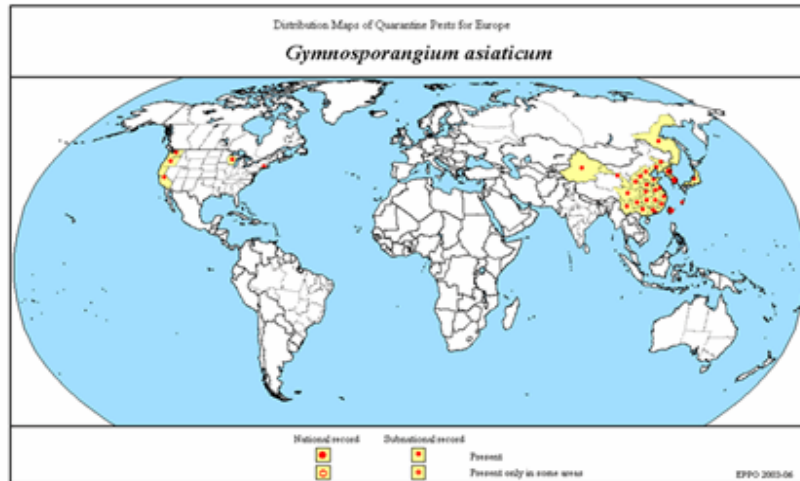 Distribution Maps of Quarantine Pests for Europe
Gymnosporangium asiaticum
National record Subnational record
Present
Present only in some areas
EPPO 2003-06